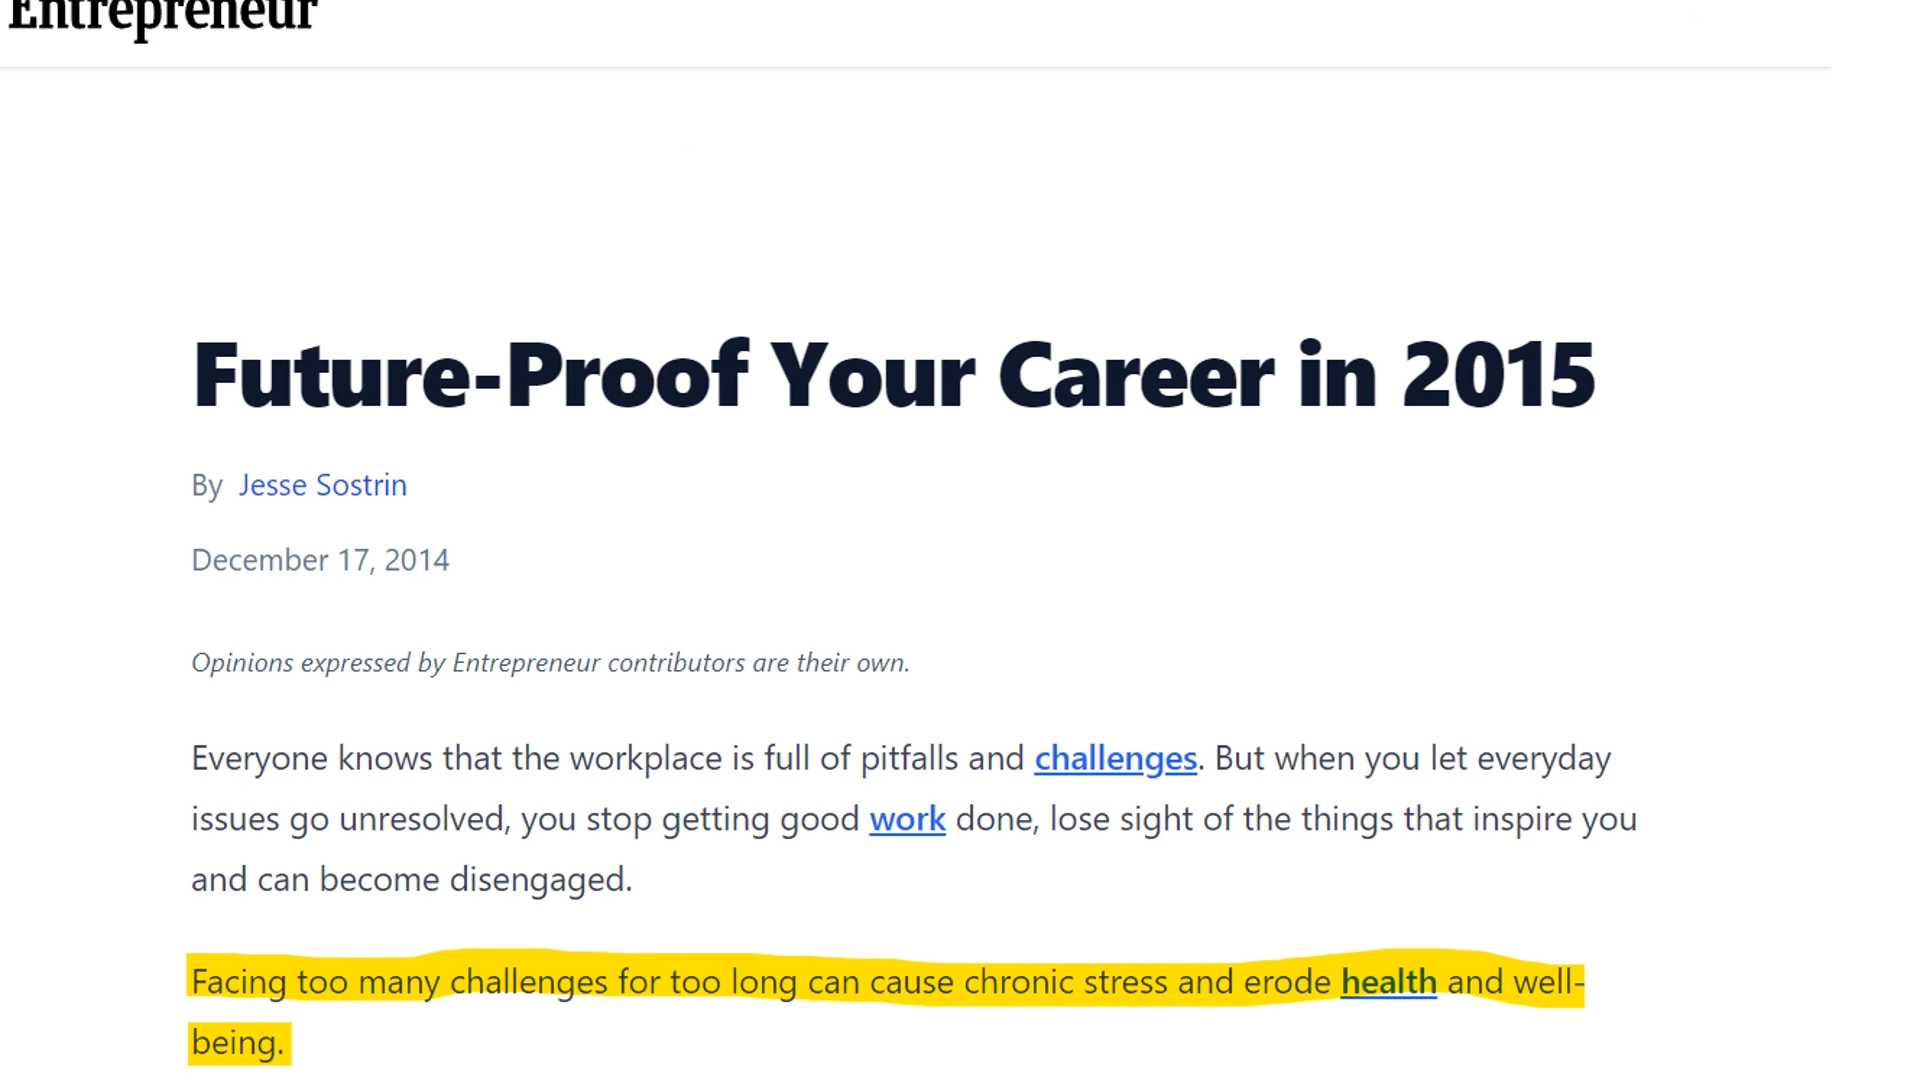 Entrepreneur
Future-Proof Your Career in 2015
By Jesse Sostrin
December 17, 2014
Opinions expressed by Entrepreneur contributors are their own.
Everyone knows that the workplace is full of pitfalls and challenges. But when you let everyday
issues go unresolved, you stop getting good work done, lose sight of the things that inspire you
and can become disengaged.
Facing too many challenges for too long can cause chronic stress and erode health and well-
being.